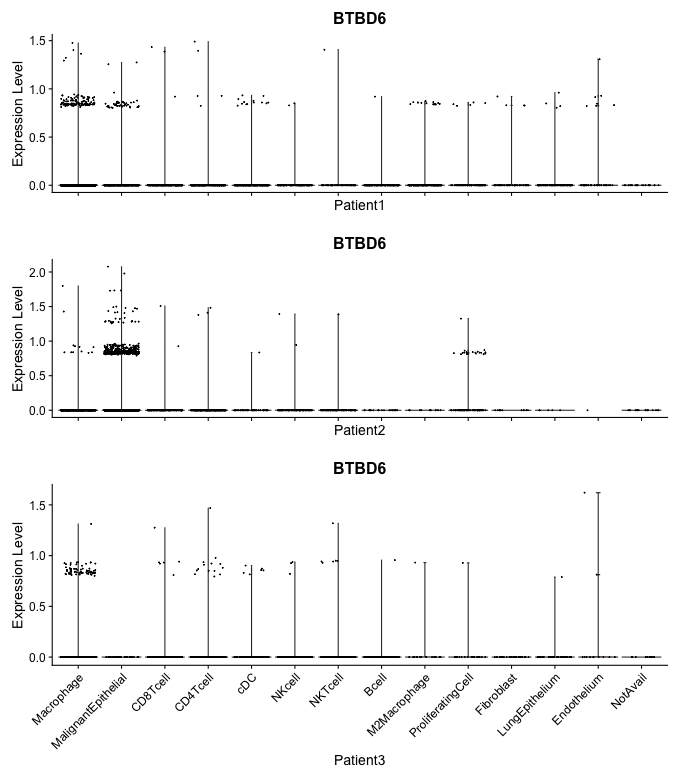 BTBD6
Expression Level
1.5
1.0
0.5
0.0
Patient1
BTBD6
Expression Level
2.0
1.5
1.0
0.5
0.0
Patient2
BTBD6
Expression Level
1.5
1.0
0.5
0.0
Macrophage
MalignantEpithelial
CD8Tcell
CD4Tcell
cDC
NKcell
NKTcell
Bcell
M2Macrophage
ProliferatingCell
Fibroblast
LungEpithelium
Endothelium
NotAvail
Patient3